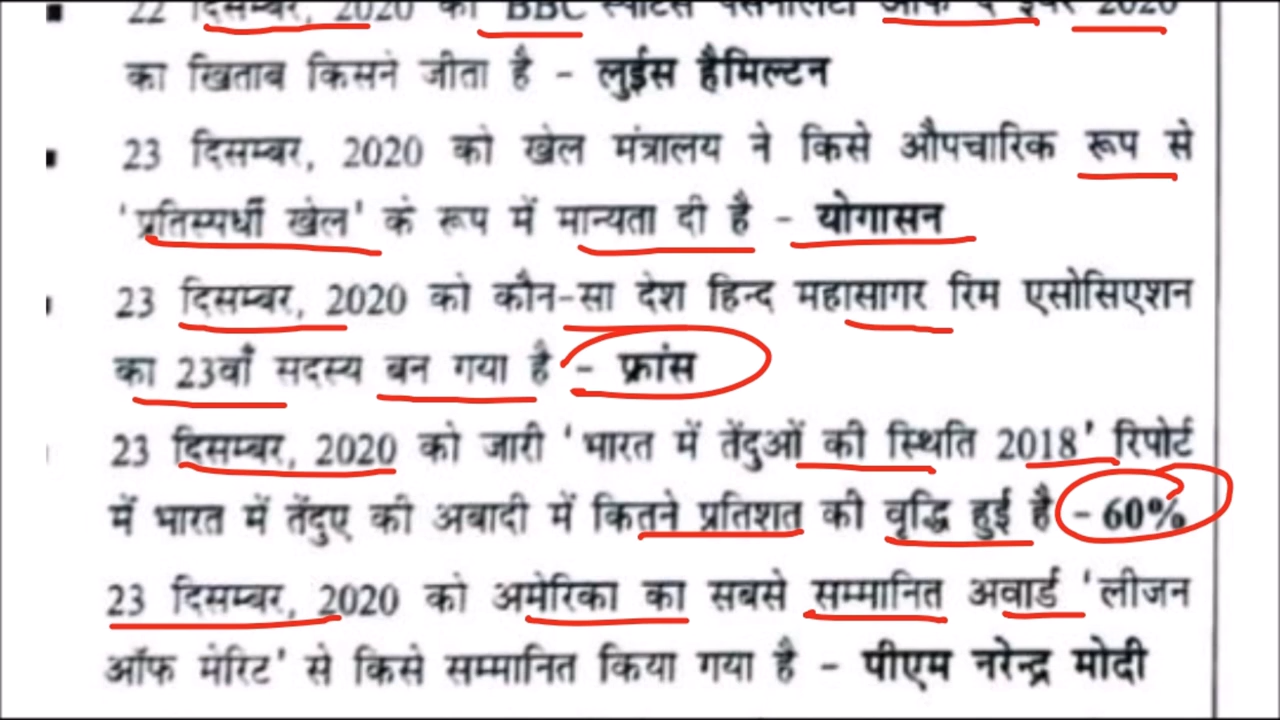 22 दिसम्बर, 2020 को BBC स्पोर्ट्स पर्सनैलिटी ऑफ द ईयर 2020
का खिताब किसने जीता है - लुईस हैमिल्टन
23 दिसम्बर, 2020 को खेल मंत्रालय ने किसे औपचारिक रूप से
'प्रतिस्पर्धी खेल' के रूप में मान्यता दी है - योगासन
23 दिसम्बर, 2020 को कौन-सा देश हिन्द महासागर रिम एसोसिएशन
का 23वाँ सदस्य बन गया है - फ्रांस
23 दिसम्बर, 2020 को जारी 'भारत में तेंदुओं की स्थिति 2018' रिपोर्ट
में भारत में तेंदुए की अबादी में कितने प्रतिशत की वृद्धि हुई है - 60%
23 दिसम्बर, 2020 को अमेरिका का सबसे सम्मानित अवार्ड 'लीजन
ऑफ मेरिट' से किसे सम्मानित किया गया है - पीएम नरेन्द्र मोदी